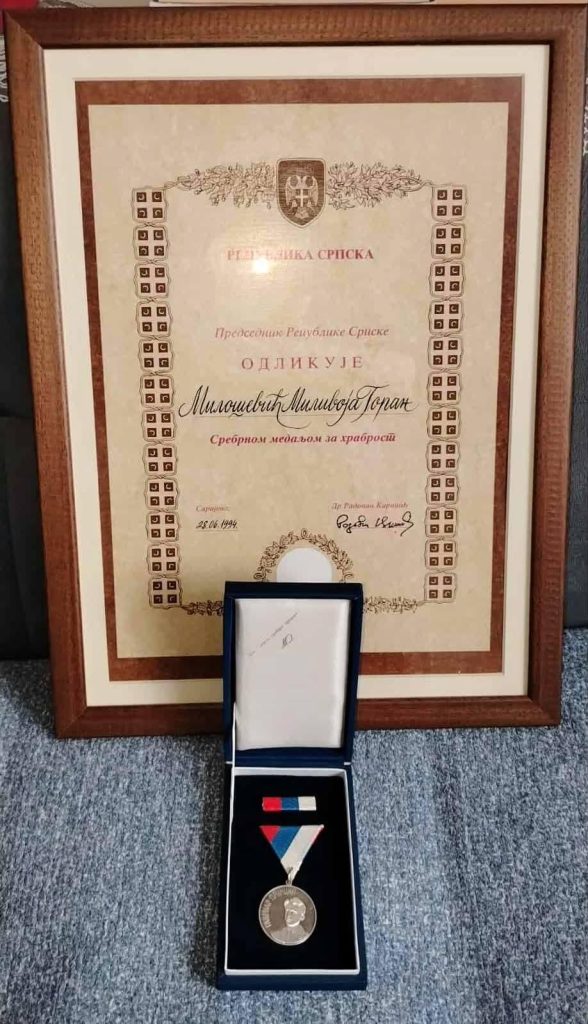 РЕПУБЛИКА СРПСКА
Председник Републике Српске
ОДЛИКУЈЕ
Милошевић Миливоја Горан
Сребрном медаљом за храброст
Сарајево,
28.06.1994.
Др Радован Караџић